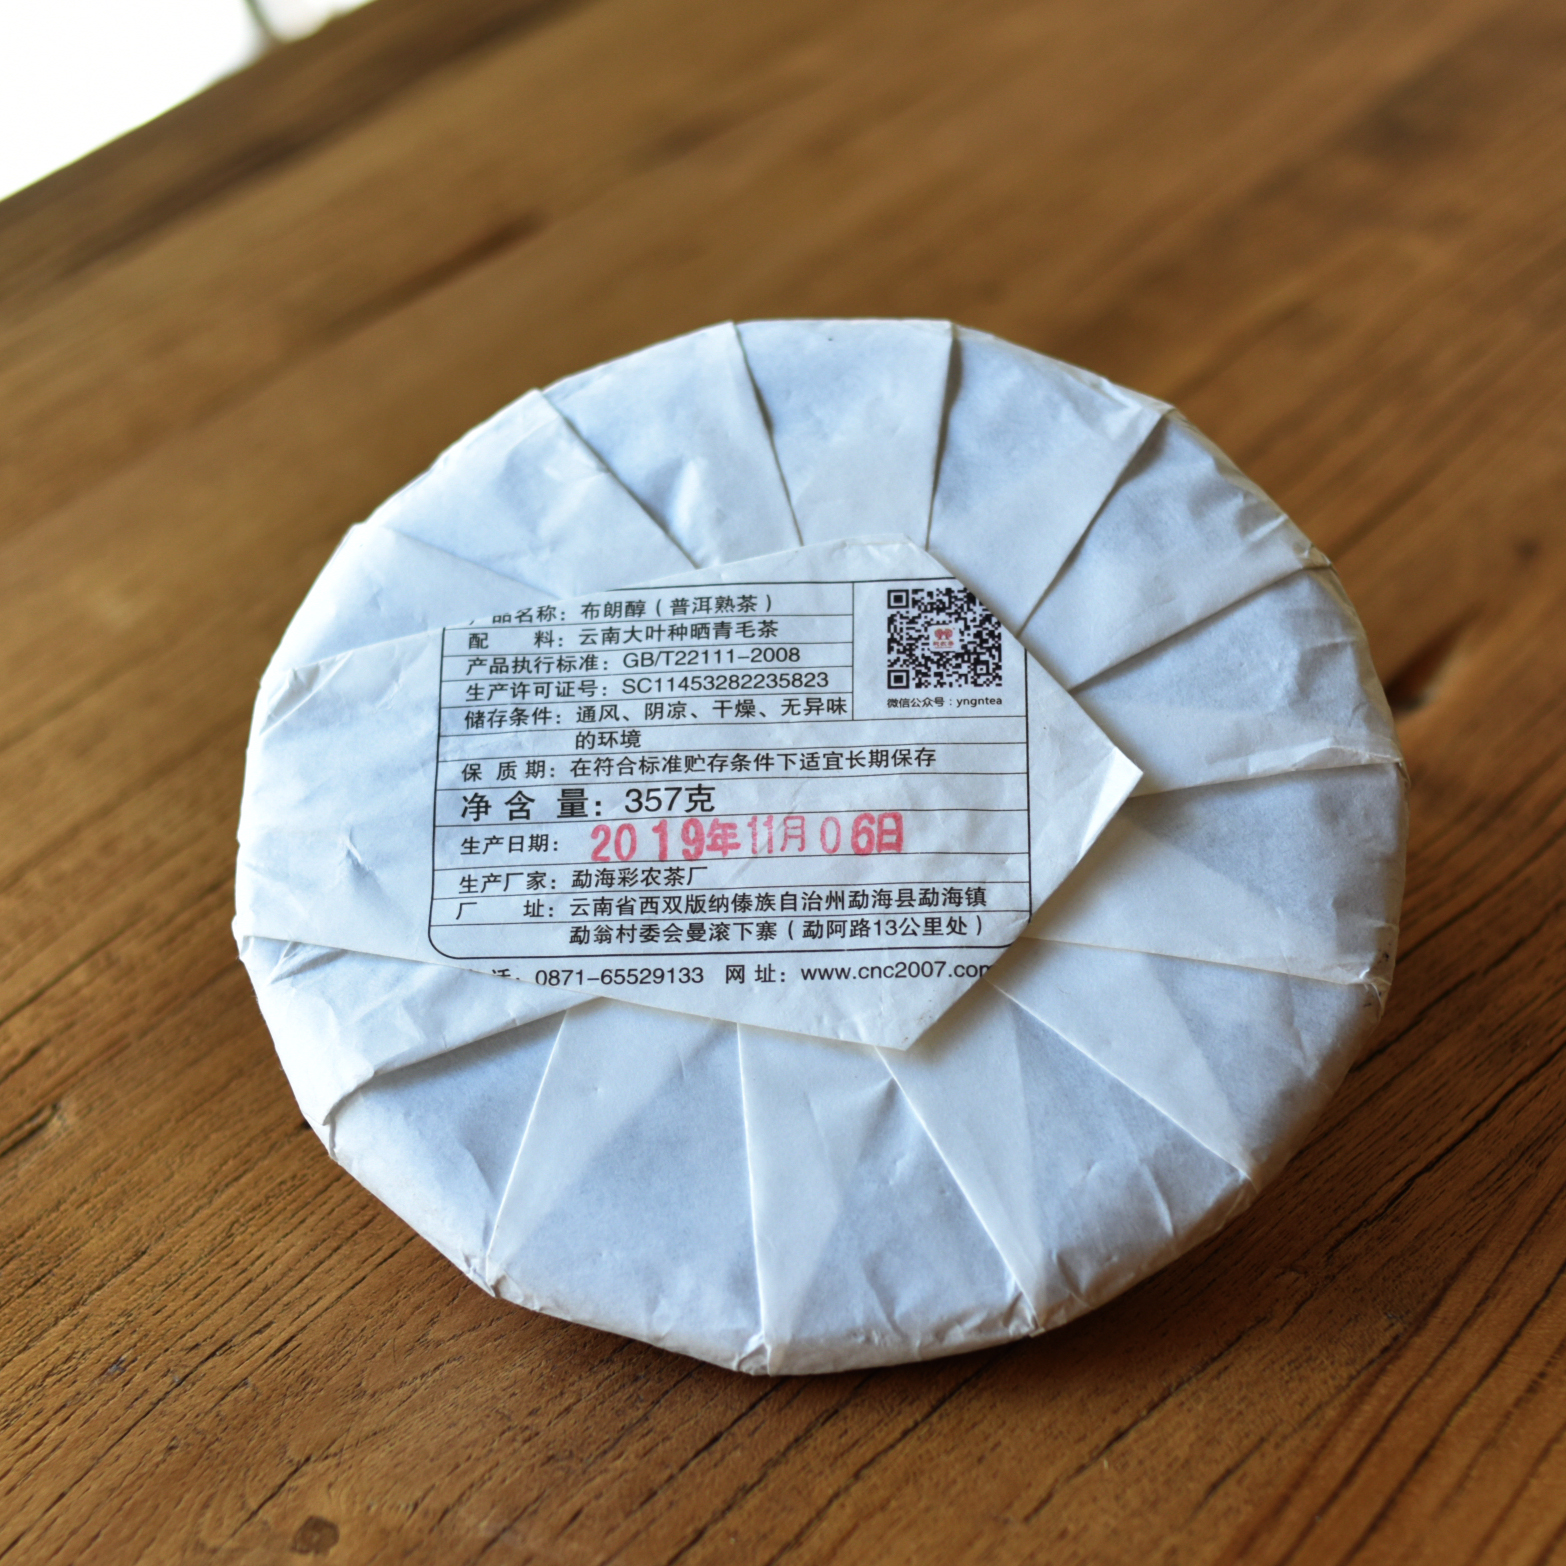 品名称：布朗醇（普洱熟茶）
配 料：云南大叶种晒青毛茶
产品执行标准：GB/T22111-2008
生产许可证号：SC11453282235823
储存条件：通风、阴凉、干燥、无异味
的环境
微信公众号：yngntea
保 质 期：在符合标准贮存条件下适宜长期保存
净 含 量：357克
生产日期：2019年11月06日
生产厂家：勐海彩农茶厂
厂 址：云南省西双版纳傣族自治州勐海县勐海镇
勐翁村委会曼滚下寨（勐阿路13公里处）
话：0871-65529133 网 址：www.cnc2007.com